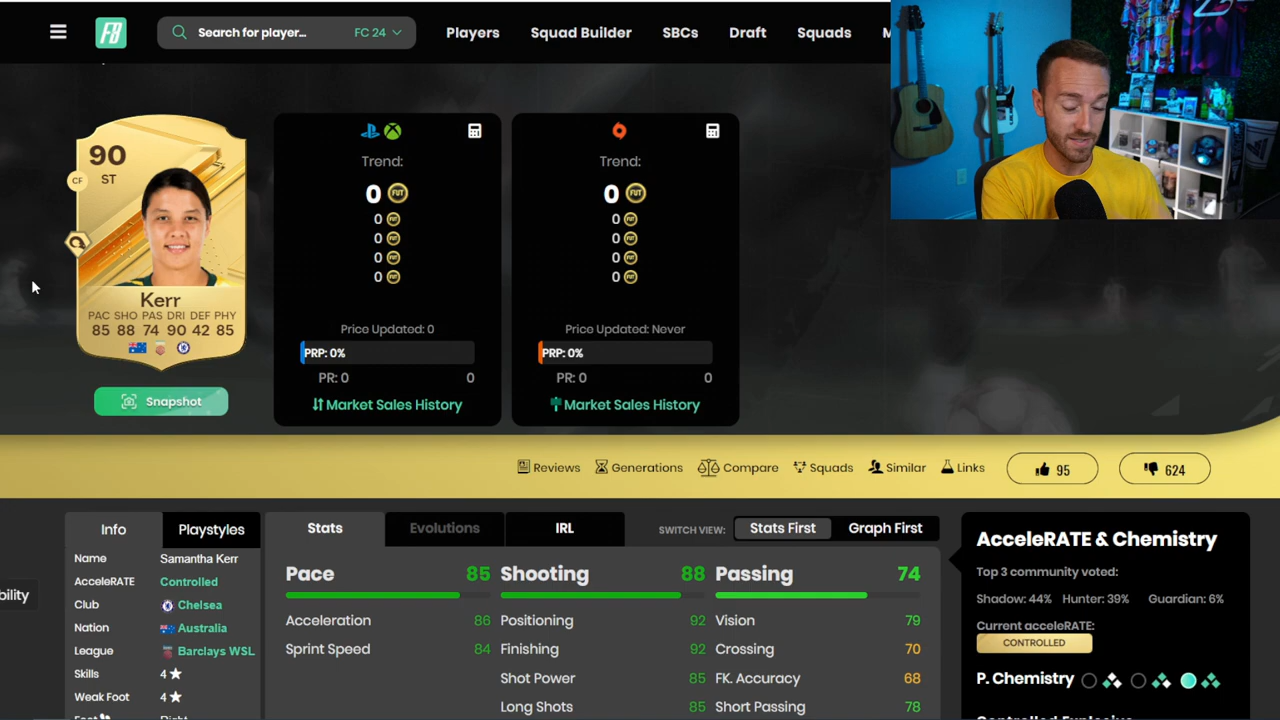 FB
Search for player...
FC 24
Players
Squad Builder
SBCs
Draft
Squads
M
90
ST
CF
Kerr
PAC SHO PAS DRI DEF PHY
85 88 74 90 42 85
Snapshot
Trend:
0 FUT
0
0
0
0
Price Updated: 0
PRP: 0%
PR: 0
0
Market Sales History
Trend:
0 FUT
0
0
0
0
Price Updated: Never
PRP: 0%
PR: 0
0
Market Sales History
Reviews
Generations
Compare
Squads
Similar
Links
95
624
bility
Info
Playstyles
Name Samantha Kerr
AcceleRATE Controlled
Club Chelsea
Nation Australia
League Barclays WSL
Skills 4
Weak Foot 4
Stats
Evolutions
IRL
SWITCH VIEW:
Stats First
Graph First
Pace 85
Acceleration 86
Sprint Speed 84
Shooting 88
Positioning 92
Finishing 92
Shot Power 85
Long Shots 85
Passing 74
Vision 79
Crossing 70
FK. Accuracy 68
Short Passing 78
AcceleRATE & Chemistry
Top 3 community voted:
Shadow: 44% Hunter: 39% Guardian: 6%
Current acceleRATE:
CONTROLLED
P. Chemistry